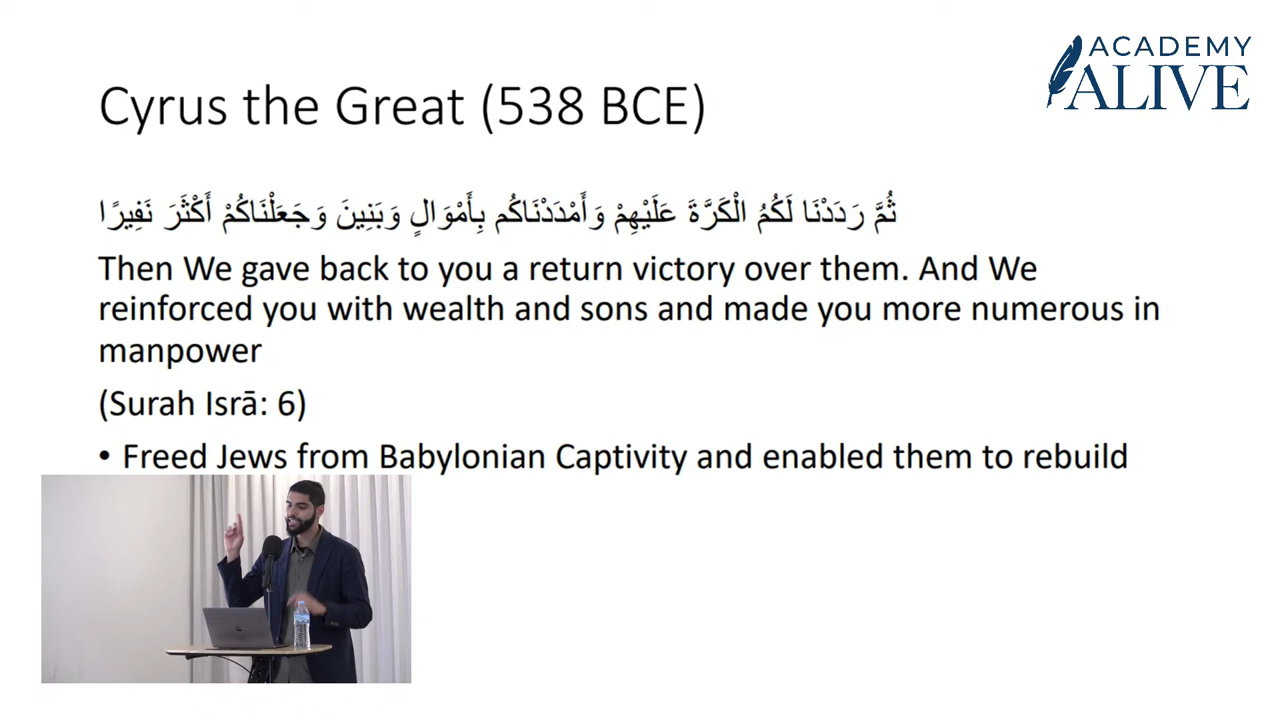 ACADEMY
ALIVE
Cyrus the Great (538 BCE)
ثُمَّ رَدَدْنَا لَكُمُ الْكَرَّةَ عَلَيْهِمْ وَأَمْدَدْنَاكُم بِأَمْوَالٍ وَبَنِينَ وَجَعَلْنَاكُمْ أَكْثَرَ نَفِيرًا
Then We gave back to you a return victory over them. And We
reinforced you with wealth and sons and made you more numerous in
manpower
(Surah Isrā: 6)
• Freed Jews from Babylonian Captivity and enabled them to rebuild